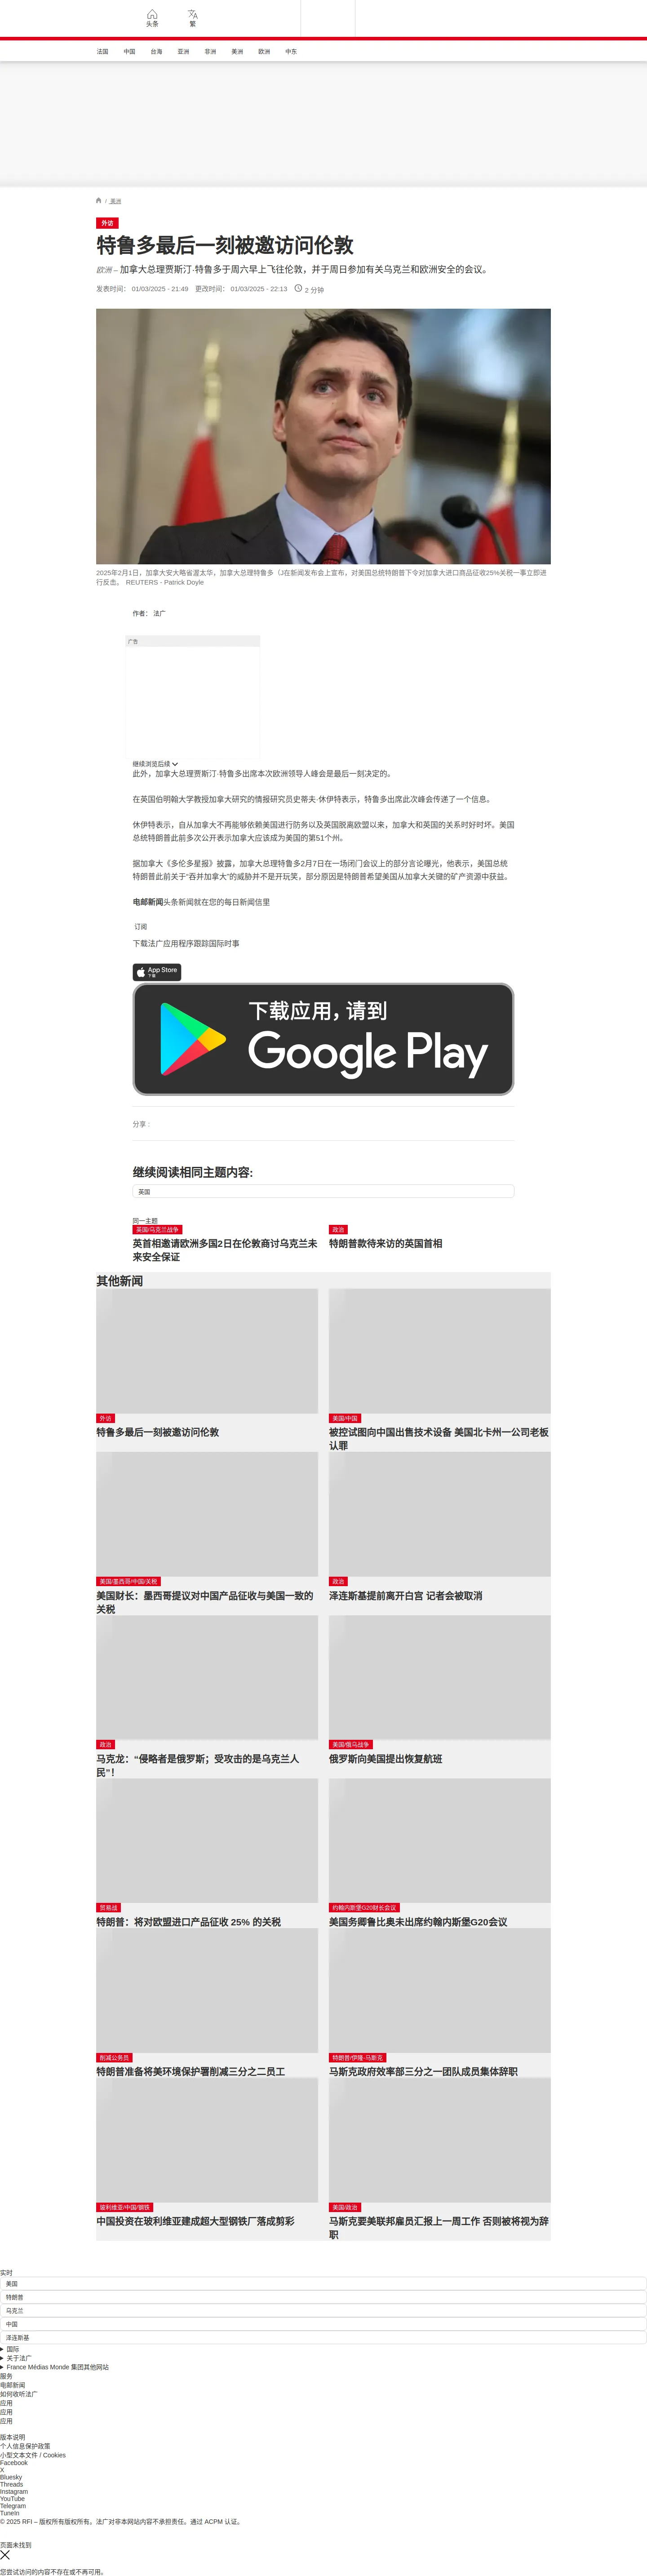 头条
繁
法国
中国
台海
亚洲
非洲
美洲
欧洲
中东
/ 美洲
外访
特鲁多最后一刻被邀访问伦敦
欧洲 – 加拿大总理贾斯汀·特鲁多于周六早上飞往伦敦，并于周日参加有关乌克兰和欧洲安全的会议。
发表时间： 01/03/2025 - 21:49 更改时间： 01/03/2025 - 22:13 2 分钟
2025年2月1日，加拿大安大略省渥太华，加拿大总理特鲁多（J在新闻发布会上宣布，对美国总统特朗普下令对加拿大进口商品征收25%关税一事立即进
行反击。 REUTERS - Patrick Doyle
作者： 法广
广告
继续浏览后续
此外，加拿大总理贾斯汀·特鲁多出席本次欧洲领导人峰会是最后一刻决定的。
在英国伯明翰大学教授加拿大研究的情报研究员史蒂夫·休伊特表示，特鲁多出席此次峰会传递了一个信息。
休伊特表示，自从加拿大不再能够依赖美国进行防务以及英国脱离欧盟以来，加拿大和英国的关系时好时坏。美国
总统特朗普此前多次公开表示加拿大应该成为美国的第51个州。
据加拿大《多伦多星报》披露，加拿大总理特鲁多2月7日在一场闭门会议上的部分言论曝光，他表示，美国总统
特朗普此前关于“吞并加拿大”的威胁并不是开玩笑，部分原因是特朗普希望美国从加拿大关键的矿产资源中获益。
电邮新闻头条新闻就在您的每日新闻信里
订阅
下载法广应用程序跟踪国际时事
App Store
下载
下载应用，请到
Google Play
分享 :
继续阅读相同主题内容:
英国
同一主题
英国/乌克兰战争
英首相邀请欧洲多国2日在伦敦商讨乌克兰未
来安全保证
政治
特朗普款待来访的英国首相
其他新闻
外访
特鲁多最后一刻被邀访问伦敦
美国/中国
被控试图向中国出售技术设备 美国北卡州一公司老板
认罪
美国/墨西哥/中国/关税
美国财长：墨西哥提议对中国产品征收与美国一致的
关税
政治
泽连斯基提前离开白宫 记者会被取消
政治
马克龙：“侵略者是俄罗斯；受攻击的是乌克兰人
民”！
美国/俄乌战争
俄罗斯向美国提出恢复航班
贸易战
特朗普：将对欧盟进口产品征收 25% 的关税
约翰内斯堡G20财长会议
美国务卿鲁比奥未出席约翰内斯堡G20会议
削减公务员
特朗普准备将美环境保护署削减三分之二员工
特朗普/伊隆·马斯克
马斯克政府效率部三分之一团队成员集体辞职
玻利维亚/中国/钢铁
中国投资在玻利维亚建成超大型钢铁厂落成剪彩
美国/政治
马斯克要美联邦雇员汇报上一周工作 否则被将视为辞
职
实时
美国
特朗普
乌克兰
中国
泽连斯基
国际
关于法广
France Médias Monde 集团其他网站
服务
电邮新闻
如何收听法广
应用
应用
应用
版本说明
个人信息保护政策
小型文本文件 / Cookies
Facebook
X
Bluesky
Threads
Instagram
YouTube
Telegram
TuneIn
© 2025 RFI – 版权所有版权所有。法广对非本网站内容不承担责任。通过 ACPM 认证。
页面未找到
您尝试访问的内容不存在或不再可用。